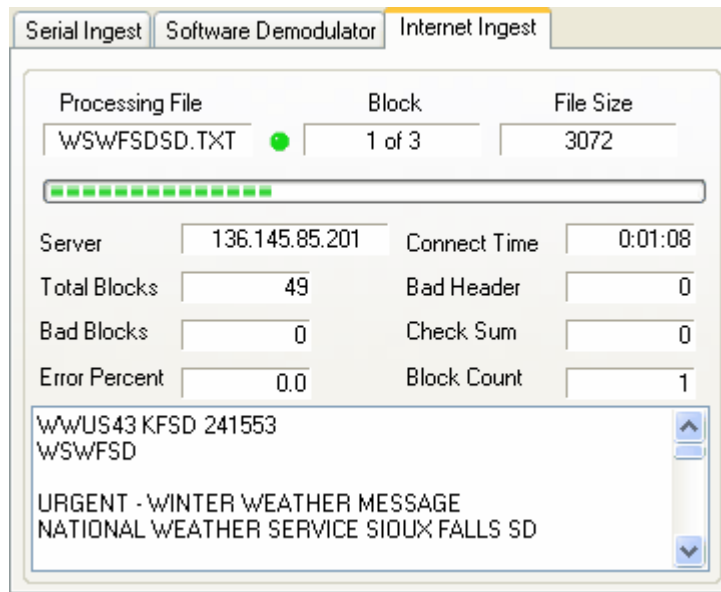 Serial Ingest Software Demodulator Internet Ingest
Processing File Block File Size
WSWFSDSD.TXT 1 of 3 3072
Server 136.145.85.201 Connect Time 0:01:08
Total Blocks 49 Bad Header 0
Bad Blocks 0 Check Sum 0
Error Percent 0.0 Block Count 1
WWUS43 KFSD 241553
WSWFSD
URGENT - WINTER WEATHER MESSAGE
NATIONAL WEATHER SERVICE SIOUX FALLS SD